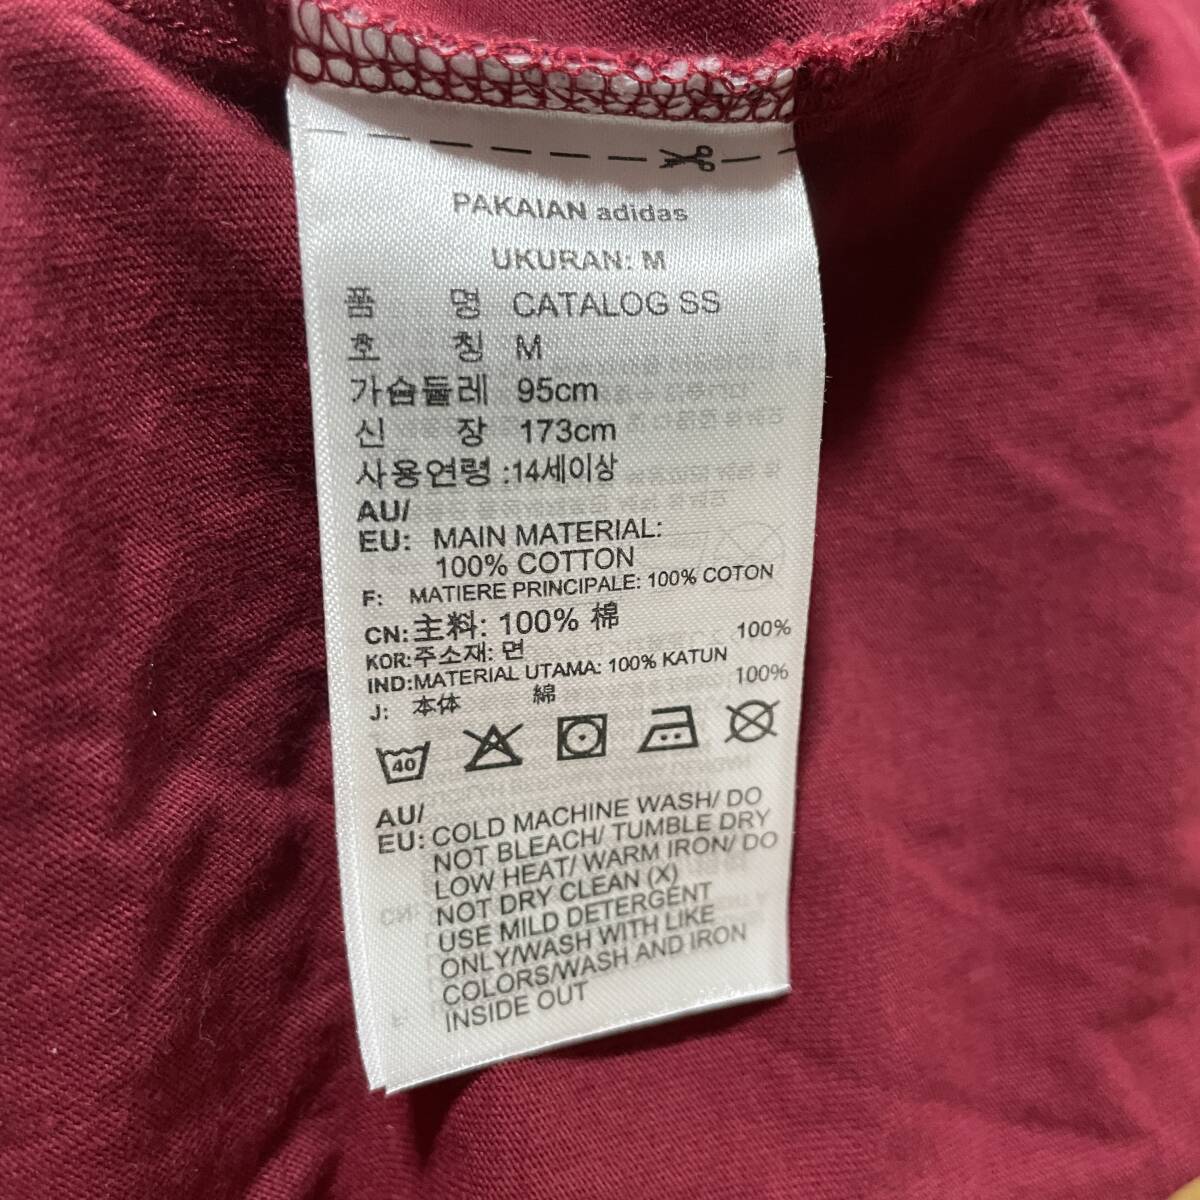 PAKAIAN adidas
UKURAN: M
품 명 CATALOG SS
호 칭 M
가슴둘레 95cm
신 장 173cm
사용연령 :14세이상
AU/
EU: MAIN MATERIAL:
100% COTTON
F: MATIERE PRINCIPALE: 100% COTON
CN: 主料: 100% 棉
KOR:주소재: 면 100%
IND:MATERIAL UTAMA: 100% KATUN
J: 本体 綿 100%
40
AU/
EU: COLD MACHINE WASH/ DO
NOT BLEACH/ TUMBLE DRY
LOW HEAT/ WARM IRON/ DO
NOT DRY CLEAN (X)
USE MILD DETERGENT
ONLY/WASH WITH LIKE
COLORS/WASH AND IRON
INSIDE OUT